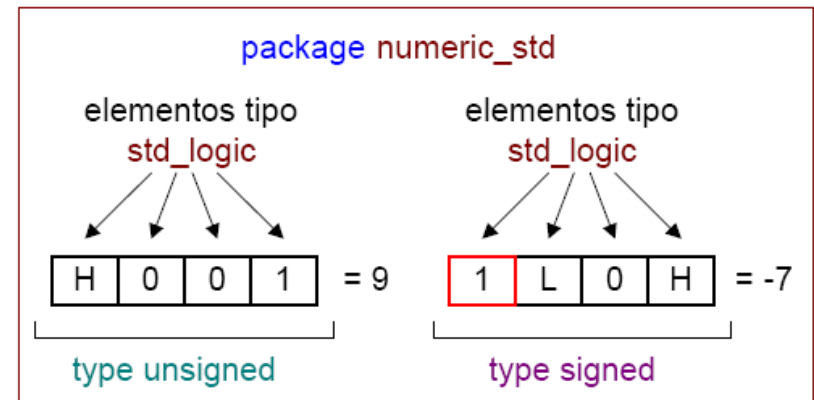 package numeric_std
elementos tipo elementos tipo
std_logic std_logic
H 0 0 1 = 9 1 L 0 H = -7
type unsigned type signed